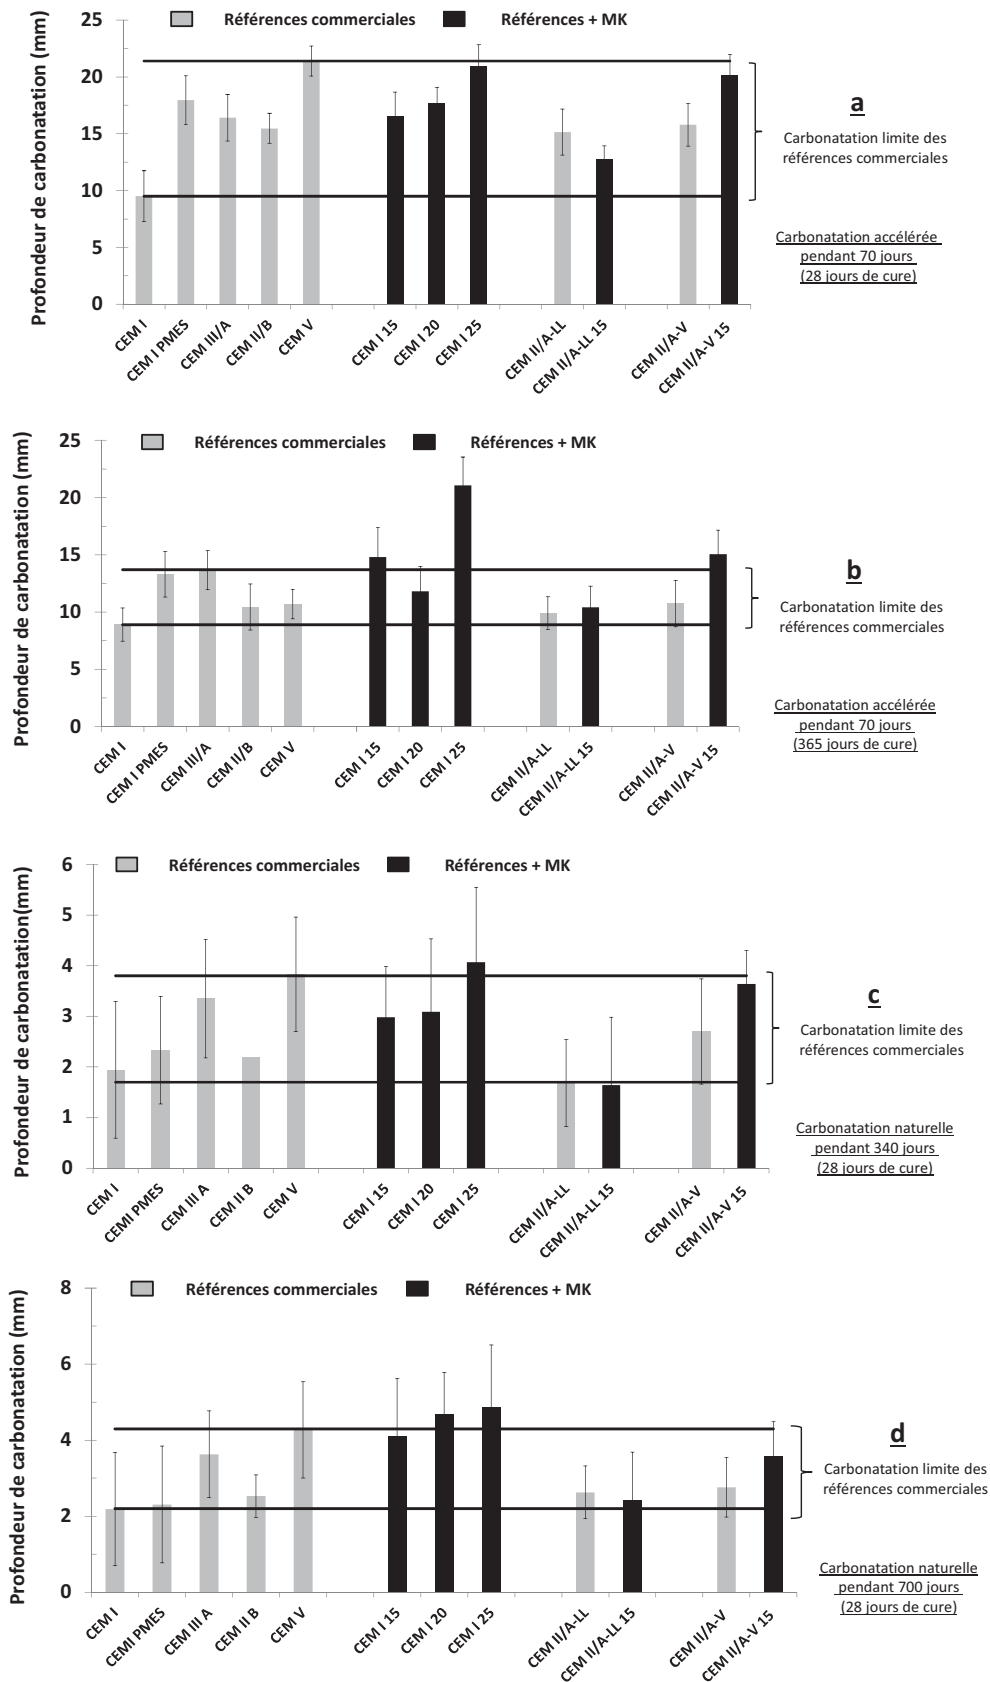 Références commerciales
Références + MK
Profondeur de carbonatation (mm)
25
20
15
10
5
0
CEM I
CEM I PMES
CEM III/A
CEM II/B
CEM V
CEM I 15
CEM I 20
CEM I 25
CEM II/A-LL
CEM II/A-LL 15
CEM II/A-V
CEM II/A-V 15
a
Carbonatation limite des
références commerciales
Carbonatation accélérée
pendant 70 jours
(28 jours de cure)
Références commerciales
Références + MK
Profondeur de carbonatation (mm)
25
20
15
10
5
0
CEM I
CEM I PMES
CEM III/A
CEM II/B
CEM V
CEM I 15
CEM I 20
CEM I 25
CEM II/A-LL
CEM II/A-LL 15
CEM II/A-V
CEM II/A-V 15
b
Carbonatation limite des
références commerciales
Carbonatation accélérée
pendant 70 jours
(365 jours de cure)
Références commerciales
Références + MK
Profondeur de carbonatation(mm)
6
5
4
3
2
1
0
CEM I
CEMI PMES
CEM III A
CEM II B
CEM V
CEM I 15
CEM I 20
CEM I 25
CEM II/A-LL
CEM II/A-LL 15
CEM II/A-V
CEM II/A-V 15
c
Carbonatation limite des
références commerciales
Carbonatation naturelle
pendant 340 jours
(28 jours de cure)
Références commerciales
Références + MK
Profondeur de carbonatation (mm)
8
6
4
2
0
CEM I
CEMI PMES
CEM III A
CEM II B
CEM V
CEM I 15
CEM I 20
CEM I 25
CEM II/A-LL
CEM II/A-LL 15
CEM II/A-V
CEM II/A-V 15
d
Carbonatation limite des
références commerciales
Carbonatation naturelle
pendant 700 jours
(28 jours de cure)